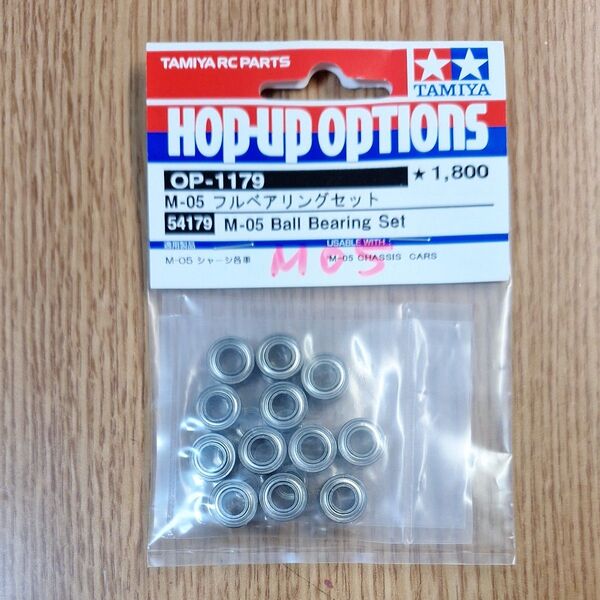 TAMIYA RC PARTS
TAMIYA
HOP-UP OPTIONS
OP-1179
★1,800
M-05 フルベアリングセット
54179 M-05 Ball Bearing Set
適用製品
USABLE WITH :
M-05 シャーシ各車
M-05 CHASSIS CARS
M05